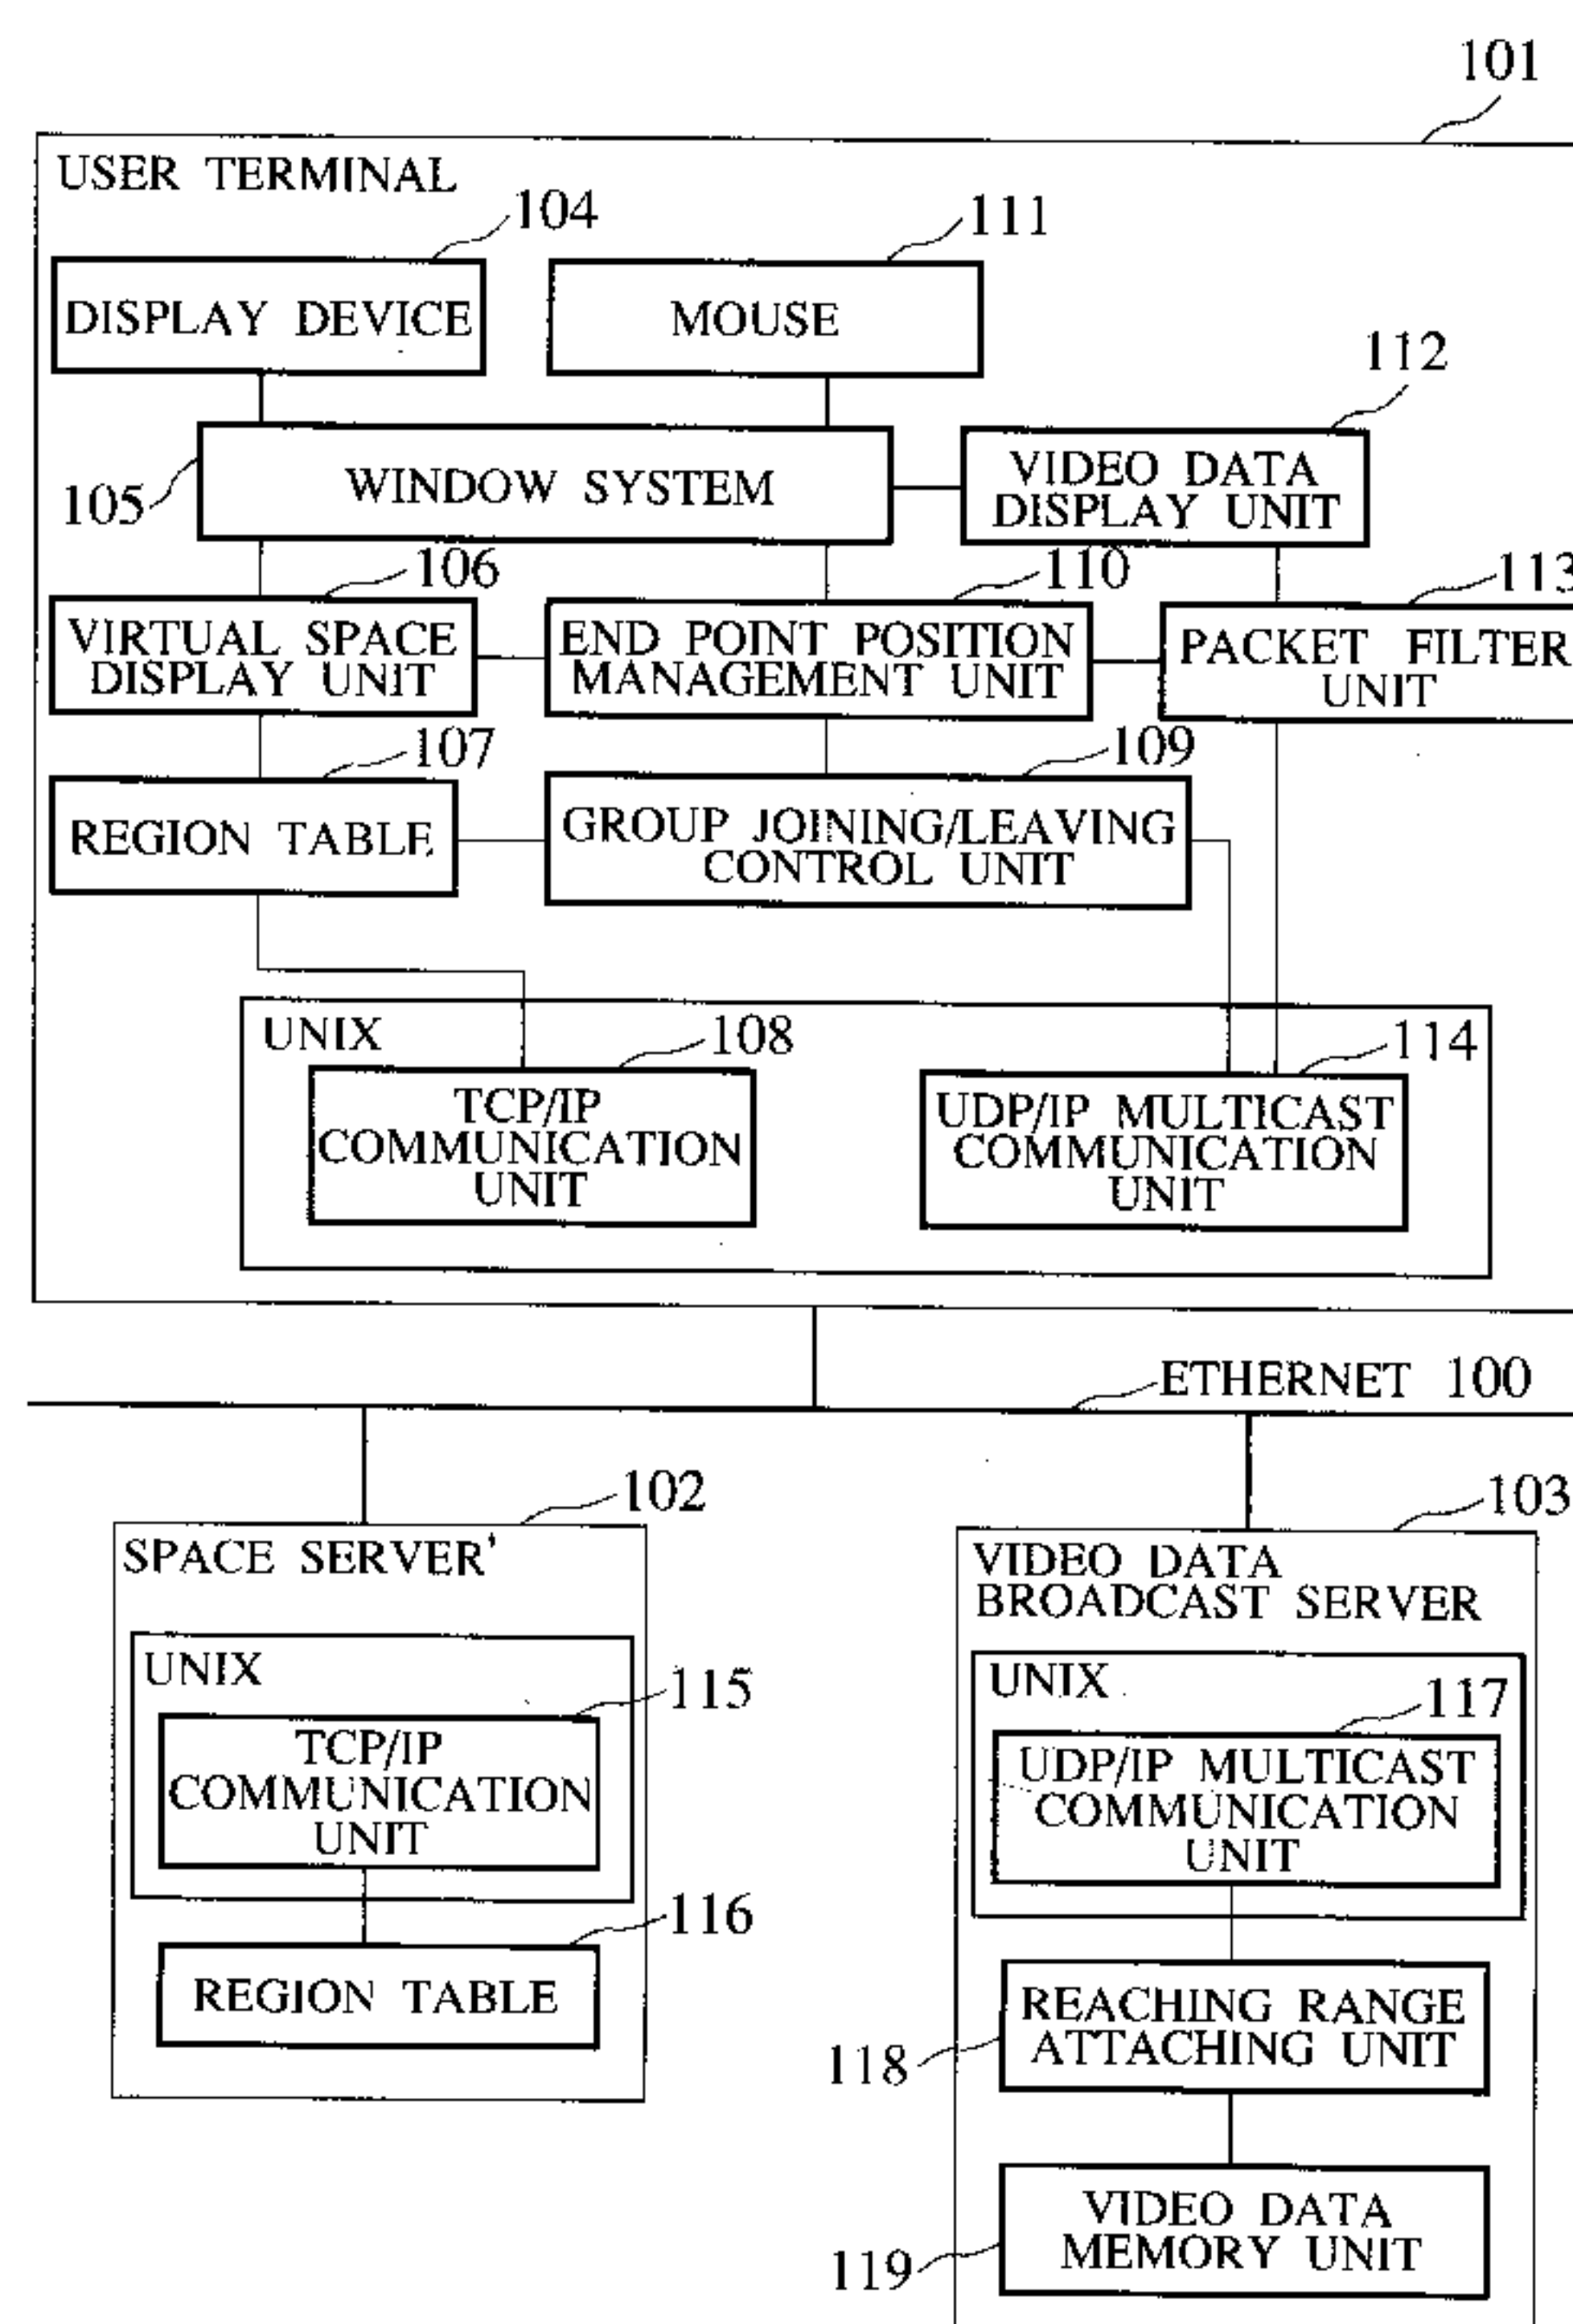 101
USER TERMINAL
104
111
DISPLAY DEVICE
MOUSE
112
105
WINDOW SYSTEM
VIDEO DATA
DISPLAY UNIT
106
110
113
VIRTUAL SPACE
DISPLAY UNIT
END POINT POSITION
MANAGEMENT UNIT
PACKET FILTER
UNIT
107
109
REGION TABLE
GROUP JOINING/LEAVING
CONTROL UNIT
UNIX
108
114
TCP/IP
COMMUNICATION
UNIT
UDP/IP MULTICAST
COMMUNICATION
UNIT
ETHERNET 100
102
103
SPACE SERVER
VIDEO DATA
BROADCAST SERVER
UNIX
115
UNIX
117
TCP/IP
COMMUNICATION
UNIT
UDP/IP MULTICAST
COMMUNICATION
UNIT
116
REGION TABLE
REACHING RANGE
ATTACHING UNIT
118
VIDEO DATA
MEMORY UNIT
119